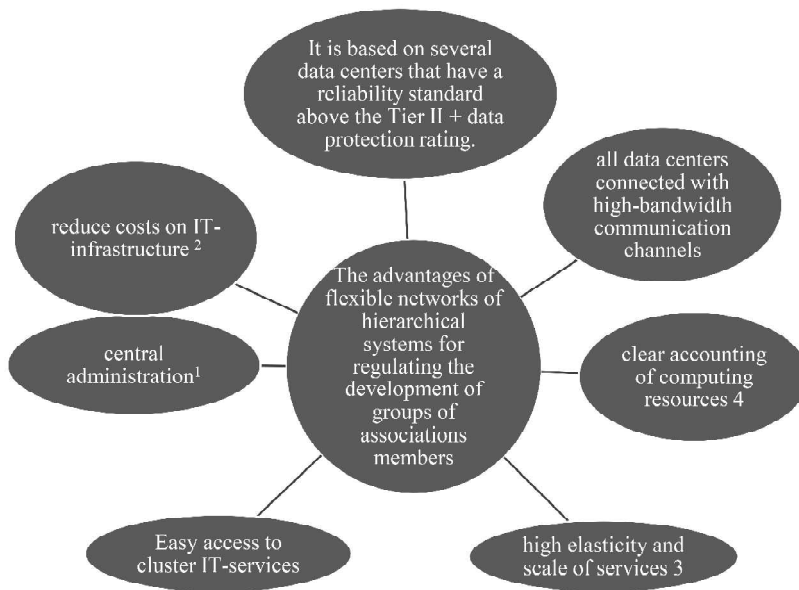 It is based on several
data centers that have a
reliability standard
above the Tier II + data
protection rating.
all data centers
connected with
high-bandwidth
communication
channels
reduce costs on IT-
infrastructure ²
The advantages of
flexible networks of
hierarchical
systems for
regulating the
development of
groups of
associations
members
central
administration¹
clear accounting
of computing
resources 4
Easy access to
cluster IT-services
high elasticity and
scale of services 3